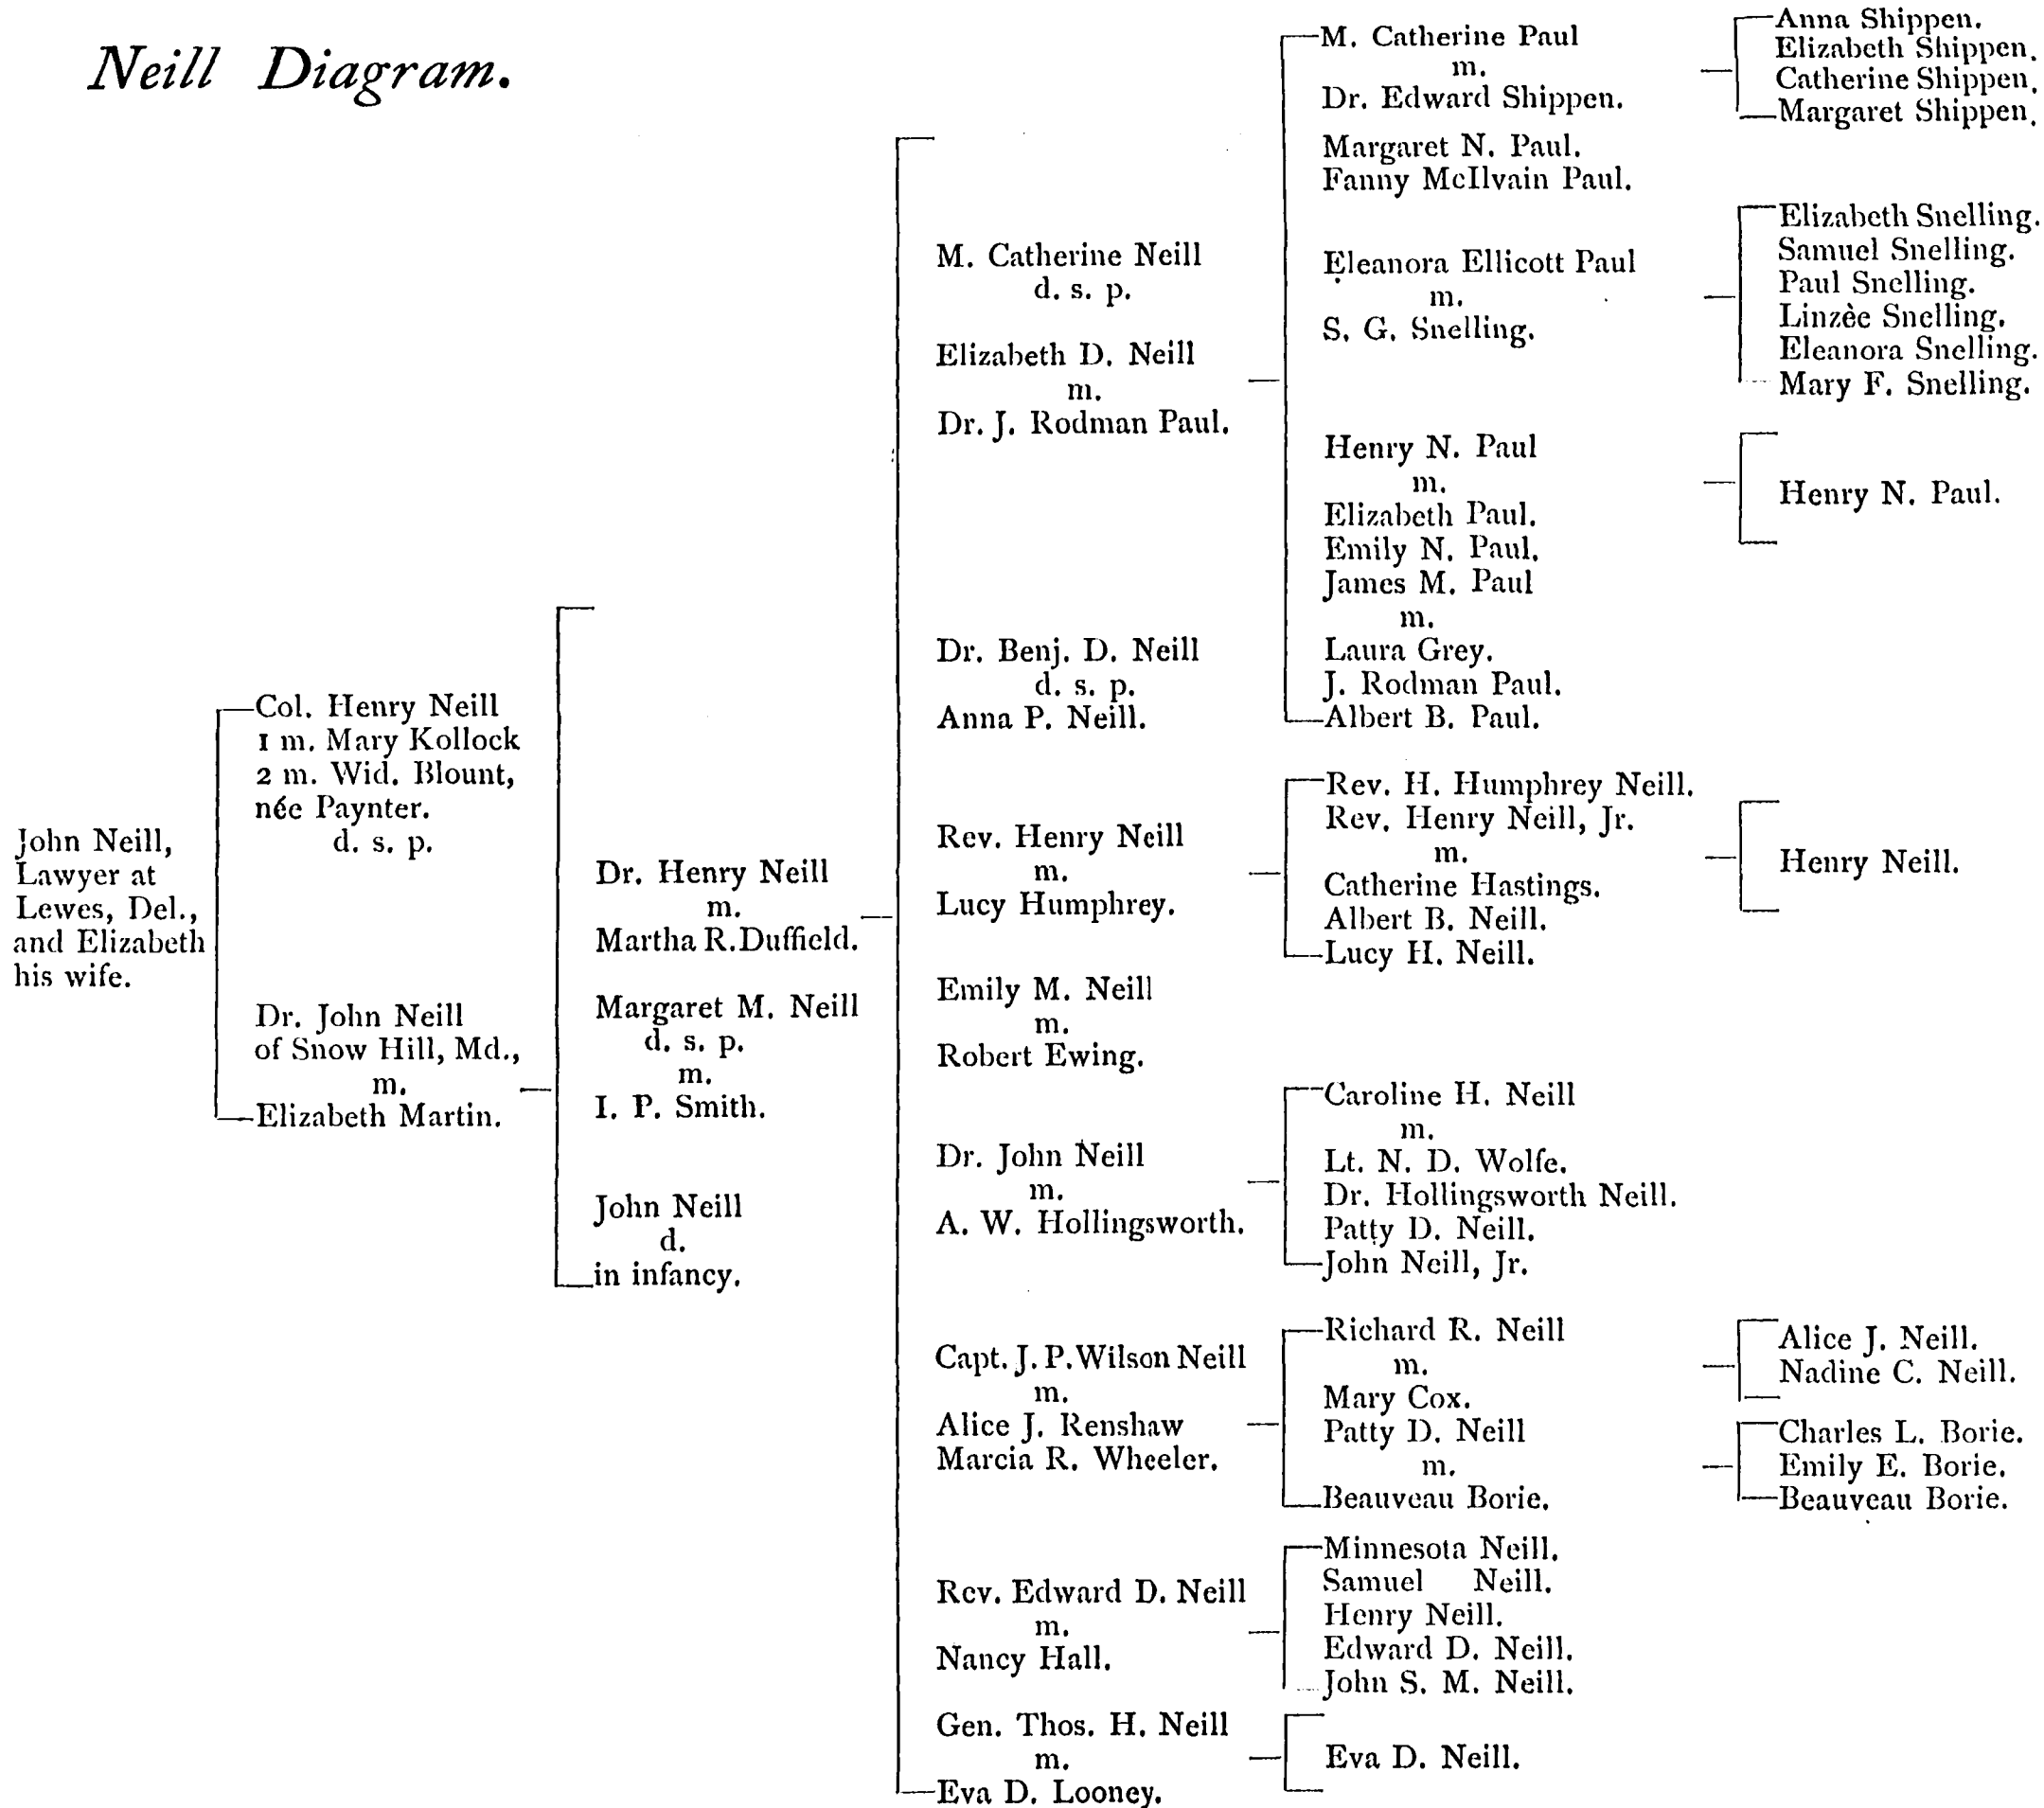 Neill Diagram.
John Neill,
Lawyer at
Lewes, Del.,
and Elizabeth
his wife.
Col. Henry Neill
1 m. Mary Kollock
2 m. Wid. Blount,
née Paynter.
d. s. p.
Dr. John Neill
of Snow Hill, Md.,
m.
Elizabeth Martin.
Dr. Henry Neill
m.
Martha R. Duffield.
Margaret M. Neill
d. s. p.
m.
I. P. Smith.
John Neill
d.
in infancy.
M. Catherine Neill
d. s. p.
Elizabeth D. Neill
m.
Dr. J. Rodman Paul.
Dr. Benj. D. Neill
d. s. p.
Anna P. Neill.
Rev. Henry Neill
m.
Lucy Humphrey.
Emily M. Neill
m.
Robert Ewing.
Dr. John Neill
m.
A. W. Hollingsworth.
Capt. J. P. Wilson Neill
m.
Alice J. Renshaw
Marcia R. Wheeler.
Rev. Edward D. Neill
m.
Nancy Hall.
Gen. Thos. H. Neill
m.
Eva D. Looney.
M. Catherine Paul
m.
Dr. Edward Shippen.
Margaret N. Paul.
Fanny McIlvain Paul.
Eleanora Ellicott Paul
m.
S. G. Snelling.
Henry N. Paul
m.
Elizabeth Paul.
Emily N. Paul.
James M. Paul
m.
Laura Grey.
J. Rodman Paul.
Albert B. Paul.
Rev. H. Humphrey Neill.
Rev. Henry Neill, Jr.
m.
Catherine Hastings.
Albert B. Neill.
Lucy H. Neill.
Caroline H. Neill
m.
Lt. N. D. Wolfe.
Dr. Hollingsworth Neill.
Patty D. Neill.
John Neill, Jr.
Richard R. Neill
m.
Mary Cox.
Patty D. Neill
m.
Beauveau Borie.
Minnesota Neill.
Samuel Neill.
Henry Neill.
Edward D. Neill.
John S. M. Neill.
Eva D. Neill.
Anna Shippen.
Elizabeth Shippen.
Catherine Shippen.
Margaret Shippen.
Elizabeth Snelling.
Samuel Snelling.
Paul Snelling.
Linzèe Snelling.
Eleanora Snelling.
Mary F. Snelling.
Henry N. Paul.
Henry Neill.
Alice J. Neill.
Nadine C. Neill.
Charles L. Borie.
Emily E. Borie.
Beauveau Borie.